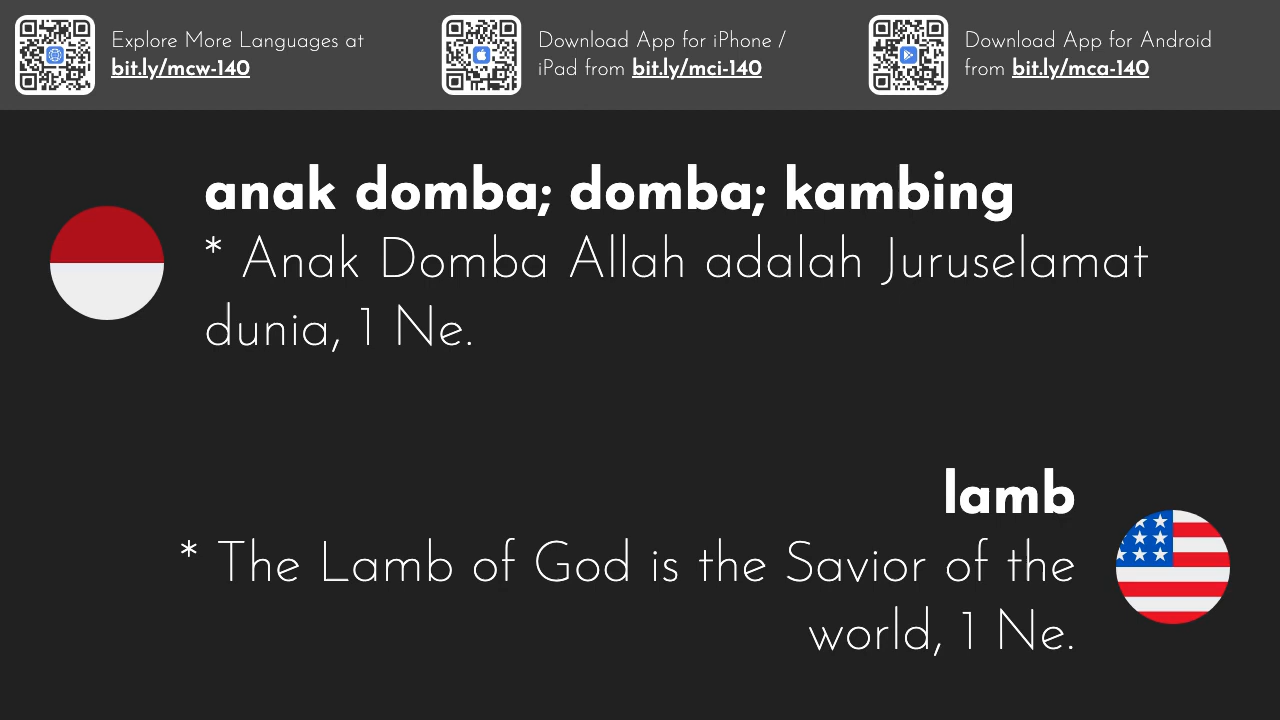 Explore More Languages at
bit.ly/mcw-140
Download App for iPhone /
iPad from bit.ly/mci-140
Download App for Android
from bit.ly/mca-140
anak domba; domba; kambing
* Anak Domba Allah adalah Juruselamat
dunia, 1 Ne.
lamb
* The Lamb of God is the Savior of the
world, 1 Ne.